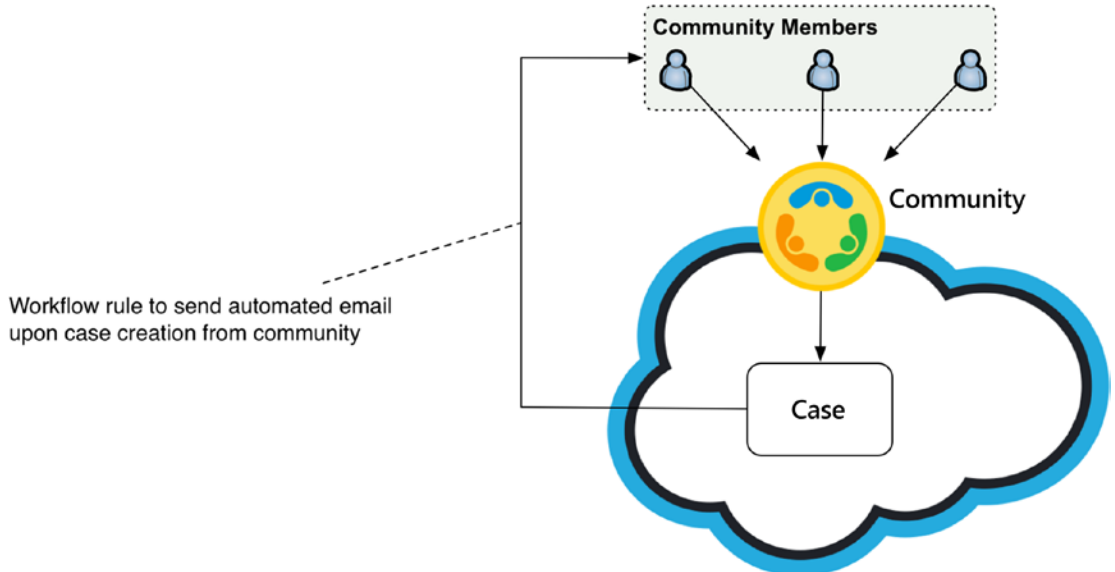 Community Members
Community
Workflow rule to send automated email
upon case creation from community
Case